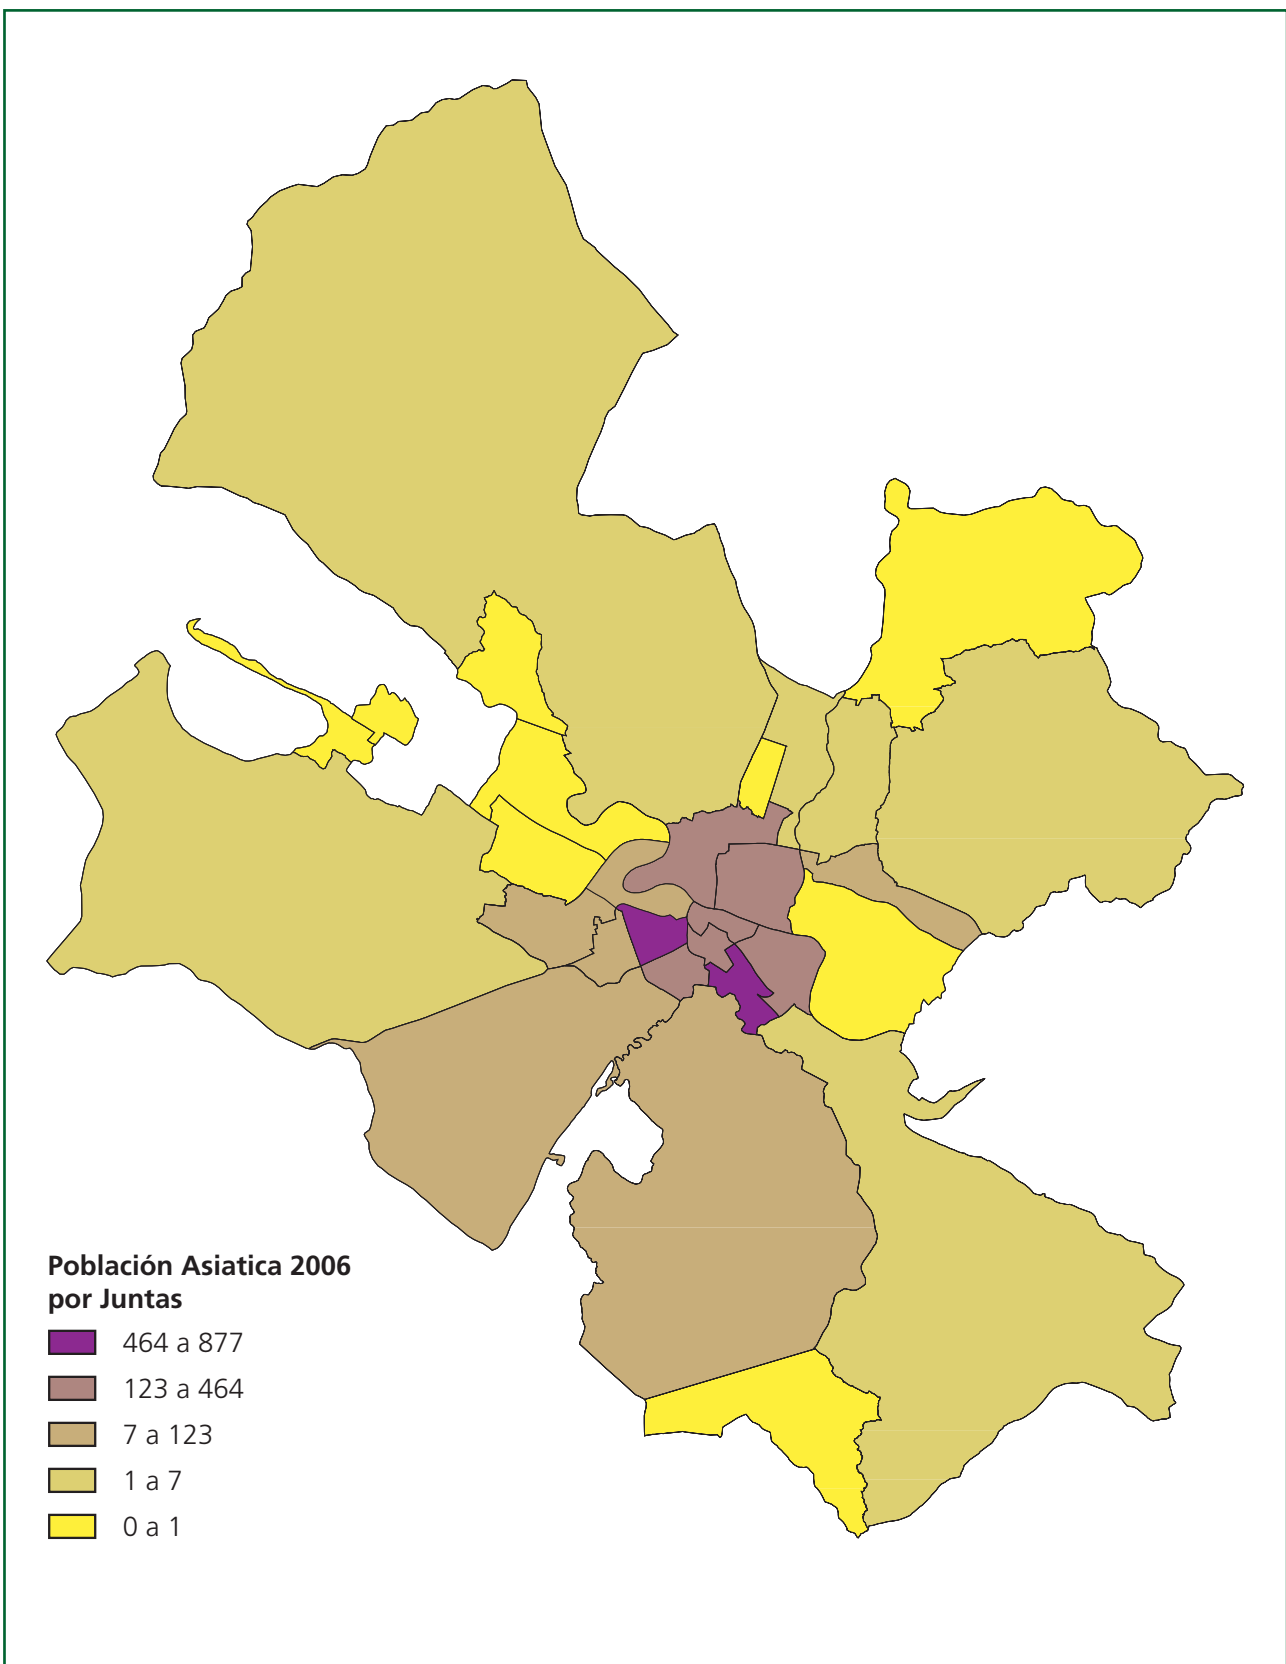 Población Asiatica 2006
por Juntas
464 a 877
123 a 464
7 a 123
1 a 7
0 a 1